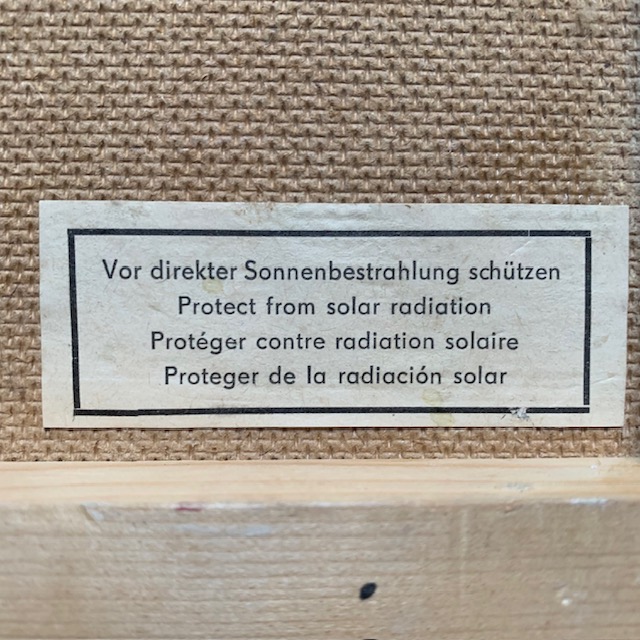 Vor direkter Sonnenbestrahlung schützen
Protect from solar radiation
Protéger contre radiation solaire
Proteger de la radiación solar